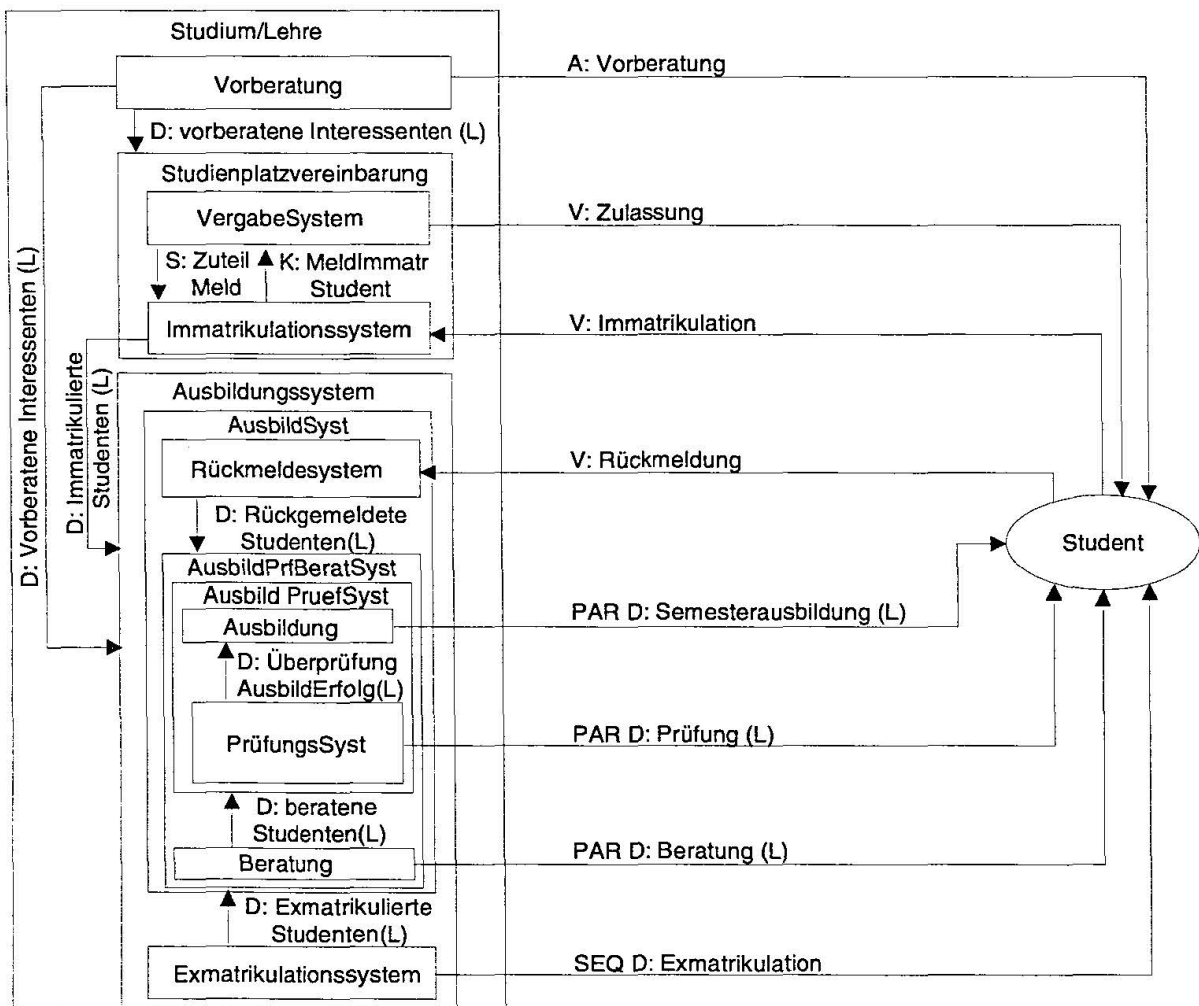 Studium/Lehre
Vorberatung
A: Vorberatung
D: vorberatene Interessenten (L)
Studienplatzvereinbarung
VergabeSystem
V: Zulassung
S: Zuteil
Meld
K: MeldImmatr
Student
Immatrikulationssystem
V: Immatrikulation
D: Vorberatene Interessenten (L)
D: Immatrikulierte
Studenten (L)
Ausbildungssystem
AusbildSyst
Rückmeldesystem
V: Rückmeldung
D: Rückgemeldete
Studenten(L)
Student
AusbildPrfBeratSyst
Ausbild PruefSyst
Ausbildung
PAR D: Semesterausbildung (L)
D: Überprüfung
AusbildErfolg(L)
PrüfungsSyst
PAR D: Prüfung (L)
D: beratene
Studenten(L)
Beratung
PAR D: Beratung (L)
D: Exmatrikulierte
Studenten(L)
Exmatrikulationssystem
SEQ D: Exmatrikulation